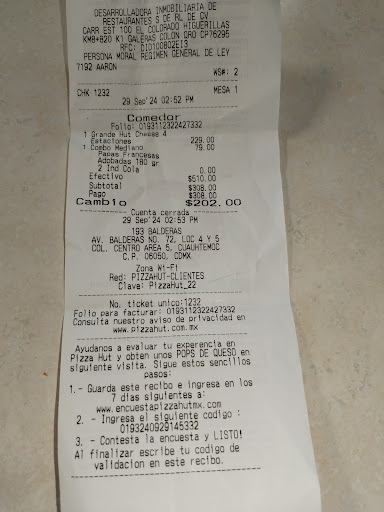 DESARROLLADORA INMOBILIARIA DE
RESTAURANTES S DE RL DE CV
CARR EST 100 EL COLORADO HIGUERILLAS
KM8+820 K1 GALERAS COLON QRO CP76295
RFC: DIO100802EI3
PERSONA MORAL REGIMEN GENERAL DE LEY
7192 AARON
WS#: 2
CHK 1232 MESA 1
29 Sep'24 02:52 PM
Comedor
Folio: 0193112322427332
1 Grande Hut Cheese 4
Estaciones 229.00
1 Combo Mediano 79.00
Papas Francesas
Adobadas 180 gr
2 Ind Cola 0.00
Efectivo $510.00
Subtotal $308.00
Pago $308.00
Cambio $202.00
Cuenta cerrada
29 Sep'24 02:53 PM
193 BALDERAS
AV. BALDERAS NO. 72, LOC 4 Y 5
COL. CENTRO AREA 5, CUAUHTEMOC
C.P. 06050, CDMX
Zona Wi-Fi
Red: PIZZAHUT-CLIENTES
Clave: PizzaHut_22
No. ticket unico:1232
Folio para facturar: 0193112322427332
Consulta nuestro aviso de privacidad en
www.pizzahut.com.mx
Ayudanos a evaluar tu experencia en
Pizza Hut y obten unos POPS DE QUESO en
siguiente visita. Sigue estos sencillos
pasos:
1.- Guarda este recibo e ingresa en los
7 dias siguientes a:
www.encuestapizzahutmx.com
2. - Ingresa el siguiente codigo :
0193240929145332
3. - Contesta la encuesta y LISTO!
Al finalizar escribe tu codigo de
validacion en este recibo.